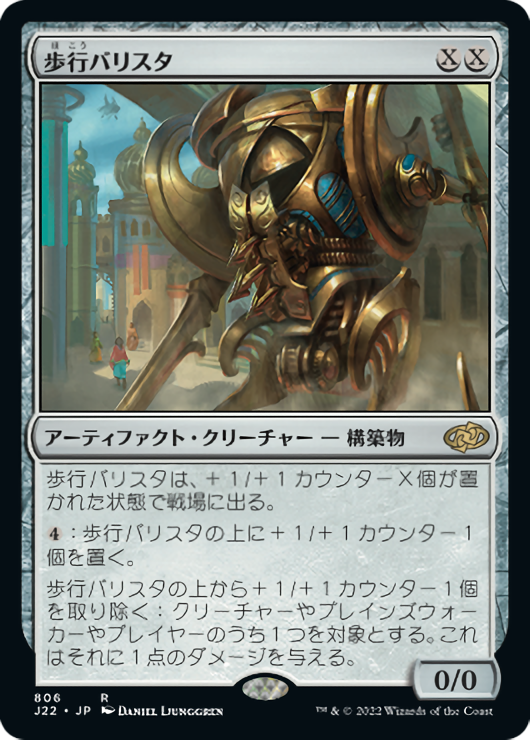 ほこう
歩行バリスタ XX
アーティファクト・クリーチャー — 構築物
歩行バリスタは、+1/+1カウンターX個が置
かれた状態で戦場に出る。
4：歩行バリスタの上に+1/+1カウンター1
個を置く。
歩行バリスタの上から+1/+1カウンター1個
を取り除く：クリーチャーやプレインズウォー
カーやプレイヤーのうち1つを対象とする。これ
はそれに1点のダメージを与える。
0/0
806 R
J22 • JP Daniel Ljunggren ™ & © 2022 Wizards of the Coast